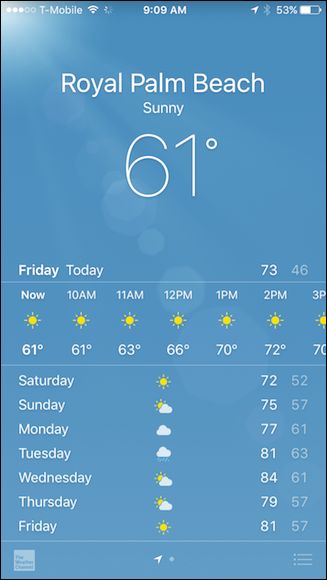 T-Mobile 9:09 AM 53%
Royal Palm Beach
Sunny
61°
Friday Today 73 46
Now 10AM 11AM 12PM 1PM 2PM 3P
61° 61° 63° 66° 70° 72° 70
Saturday 72 52
Sunday 75 57
Monday 77 61
Tuesday 81 63
Wednesday 84 61
Thursday 79 57
Friday 81 57
The
Weather
Channel